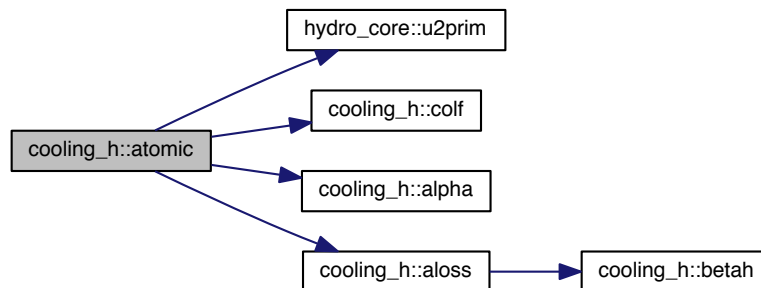 hydro_core::u2prim
cooling_h::colf
cooling_h::atomic
cooling_h::alpha
cooling_h::aloss
cooling_h::betah